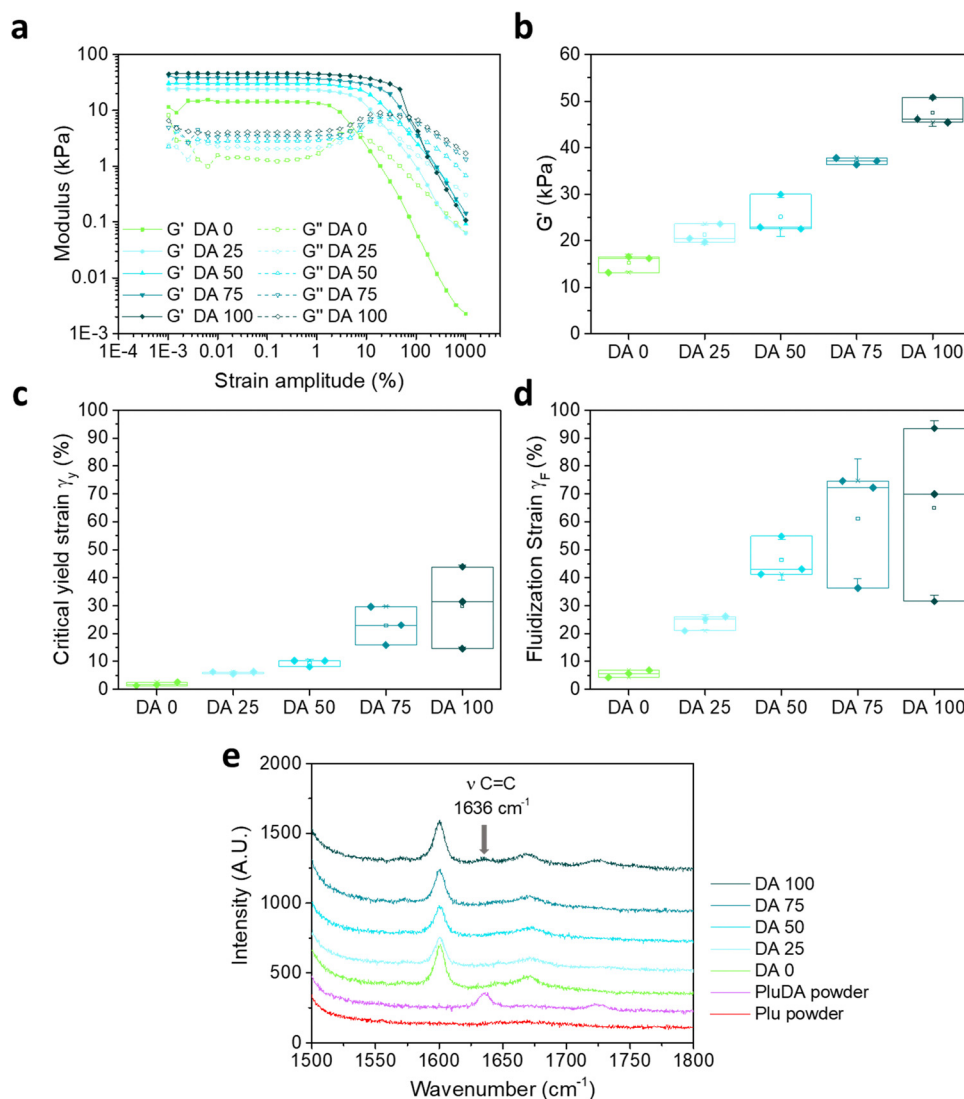 a
100
10
1
0.1
0.01
1E-3
Modulus (kPa)
G' DA 0
G' DA 25
G' DA 50
G' DA 75
G' DA 100
G'' DA 0
G'' DA 25
G'' DA 50
G'' DA 75
G'' DA 100
1E-4 1E-3 0.01 0.1 1 10 100 1000
Strain amplitude (%)
b
60
50
40
30
20
10
0
G' (kPa)
DA 0 DA 25 DA 50 DA 75 DA 100
c
100
90
80
70
60
50
40
30
20
10
0
Critical yield strain γy (%)
DA 0 DA 25 DA 50 DA 75 DA 100
d
100
90
80
70
60
50
40
30
20
10
0
Fluidization Strain γF (%)
DA 0 DA 25 DA 50 DA 75 DA 100
e
2000
1500
1000
500
0
Intensity (A.U.)
ν C=C
1636 cm-1
1500 1550 1600 1650 1700 1750 1800
Wavenumber (cm-1)
DA 100
DA 75
DA 50
DA 25
DA 0
PluDA powder
Plu powder